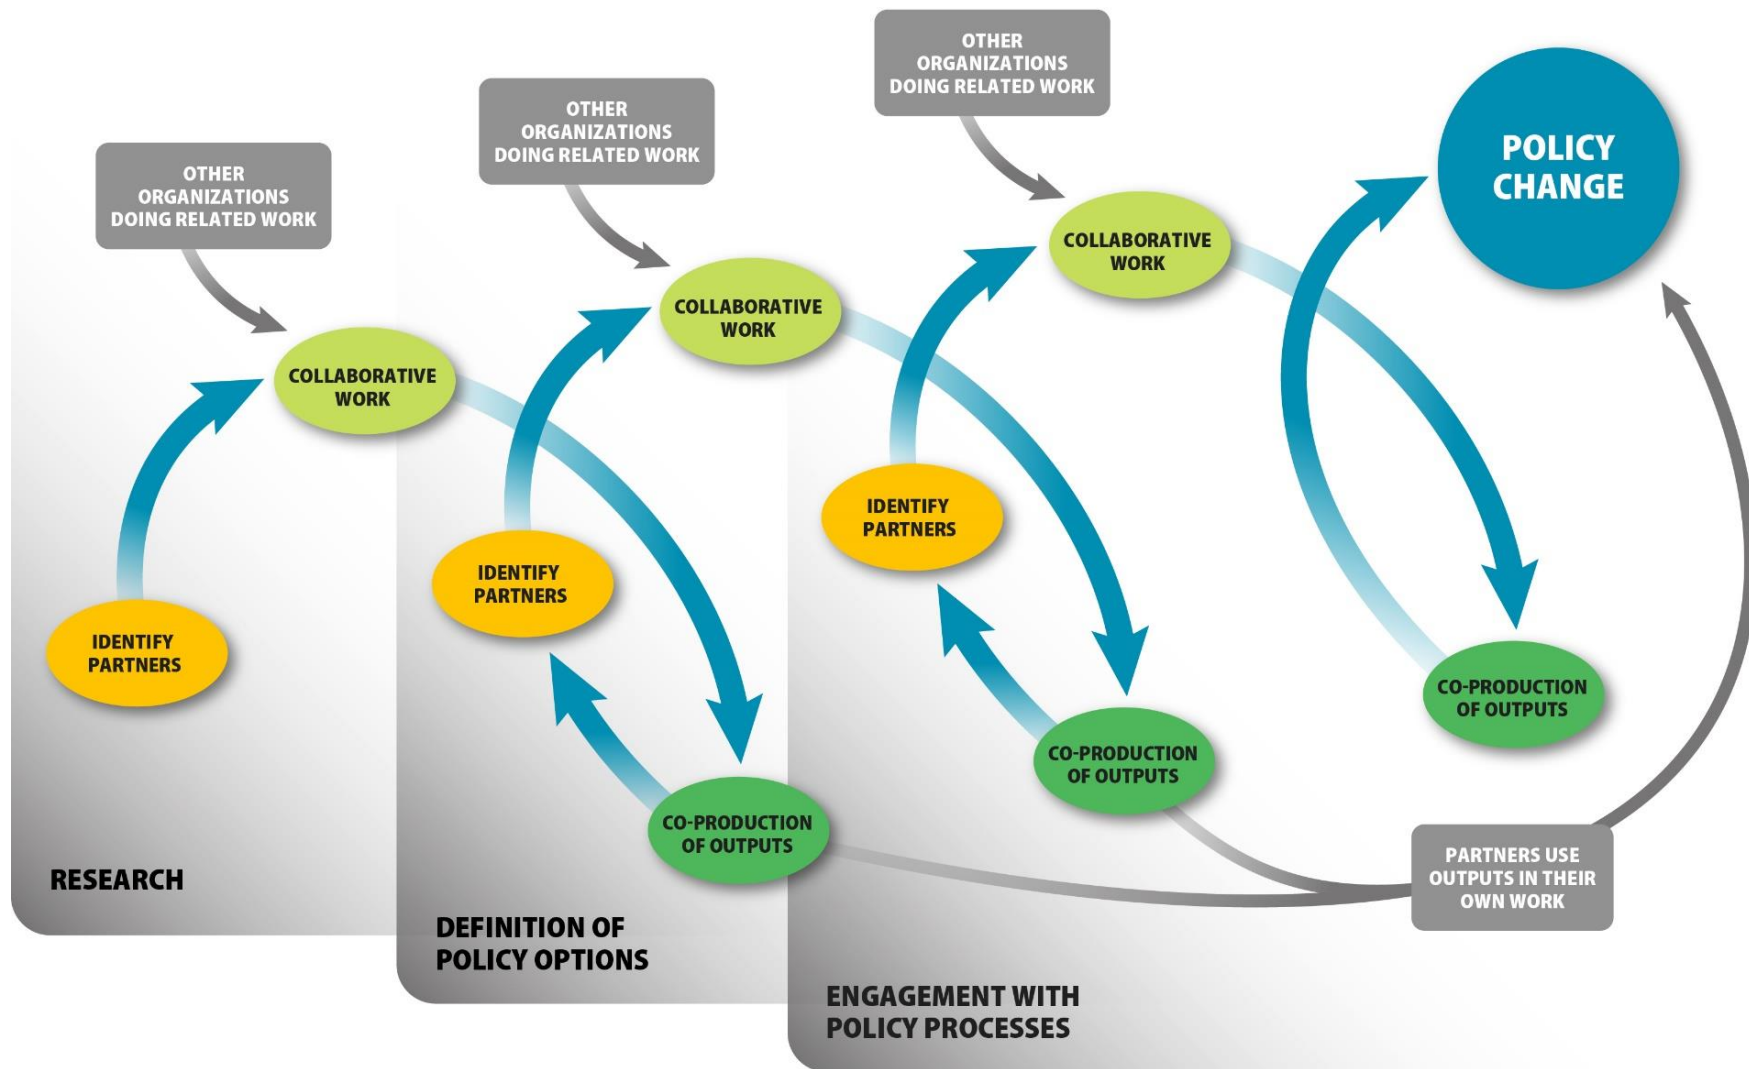 OTHER
ORGANIZATIONS
DOING RELATED WORK
COLLABORATIVE
WORK
IDENTIFY
PARTNERS
RESEARCH
OTHER
ORGANIZATIONS
DOING RELATED WORK
COLLABORATIVE
WORK
IDENTIFY
PARTNERS
CO-PRODUCTION
OF OUTPUTS
DEFINITION OF
POLICY OPTIONS
OTHER
ORGANIZATIONS
DOING RELATED WORK
COLLABORATIVE
WORK
IDENTIFY
PARTNERS
CO-PRODUCTION
OF OUTPUTS
ENGAGEMENT WITH
POLICY PROCESSES
POLICY
CHANGE
CO-PRODUCTION
OF OUTPUTS
PARTNERS USE
OUTPUTS IN THEIR
OWN WORK